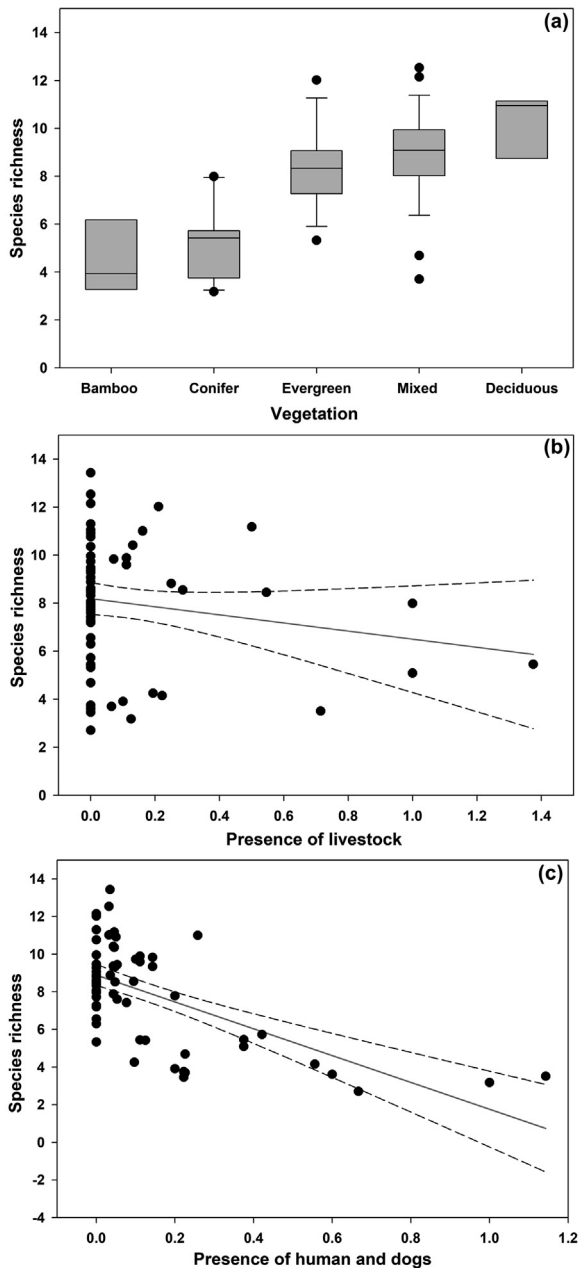 (a)
14
12
10
8
6
4
2
0
Species richness
Bamboo Conifer Evergreen Mixed Deciduous
Vegetation
(b)
14
12
10
8
6
4
2
0
Species richness
0.0 0.2 0.4 0.6 0.8 1.0 1.2 1.4
Presence of livestock
(c)
14
12
10
8
6
4
2
0
-2
-4
Species richness
0.0 0.2 0.4 0.6 0.8 1.0 1.2
Presence of human and dogs